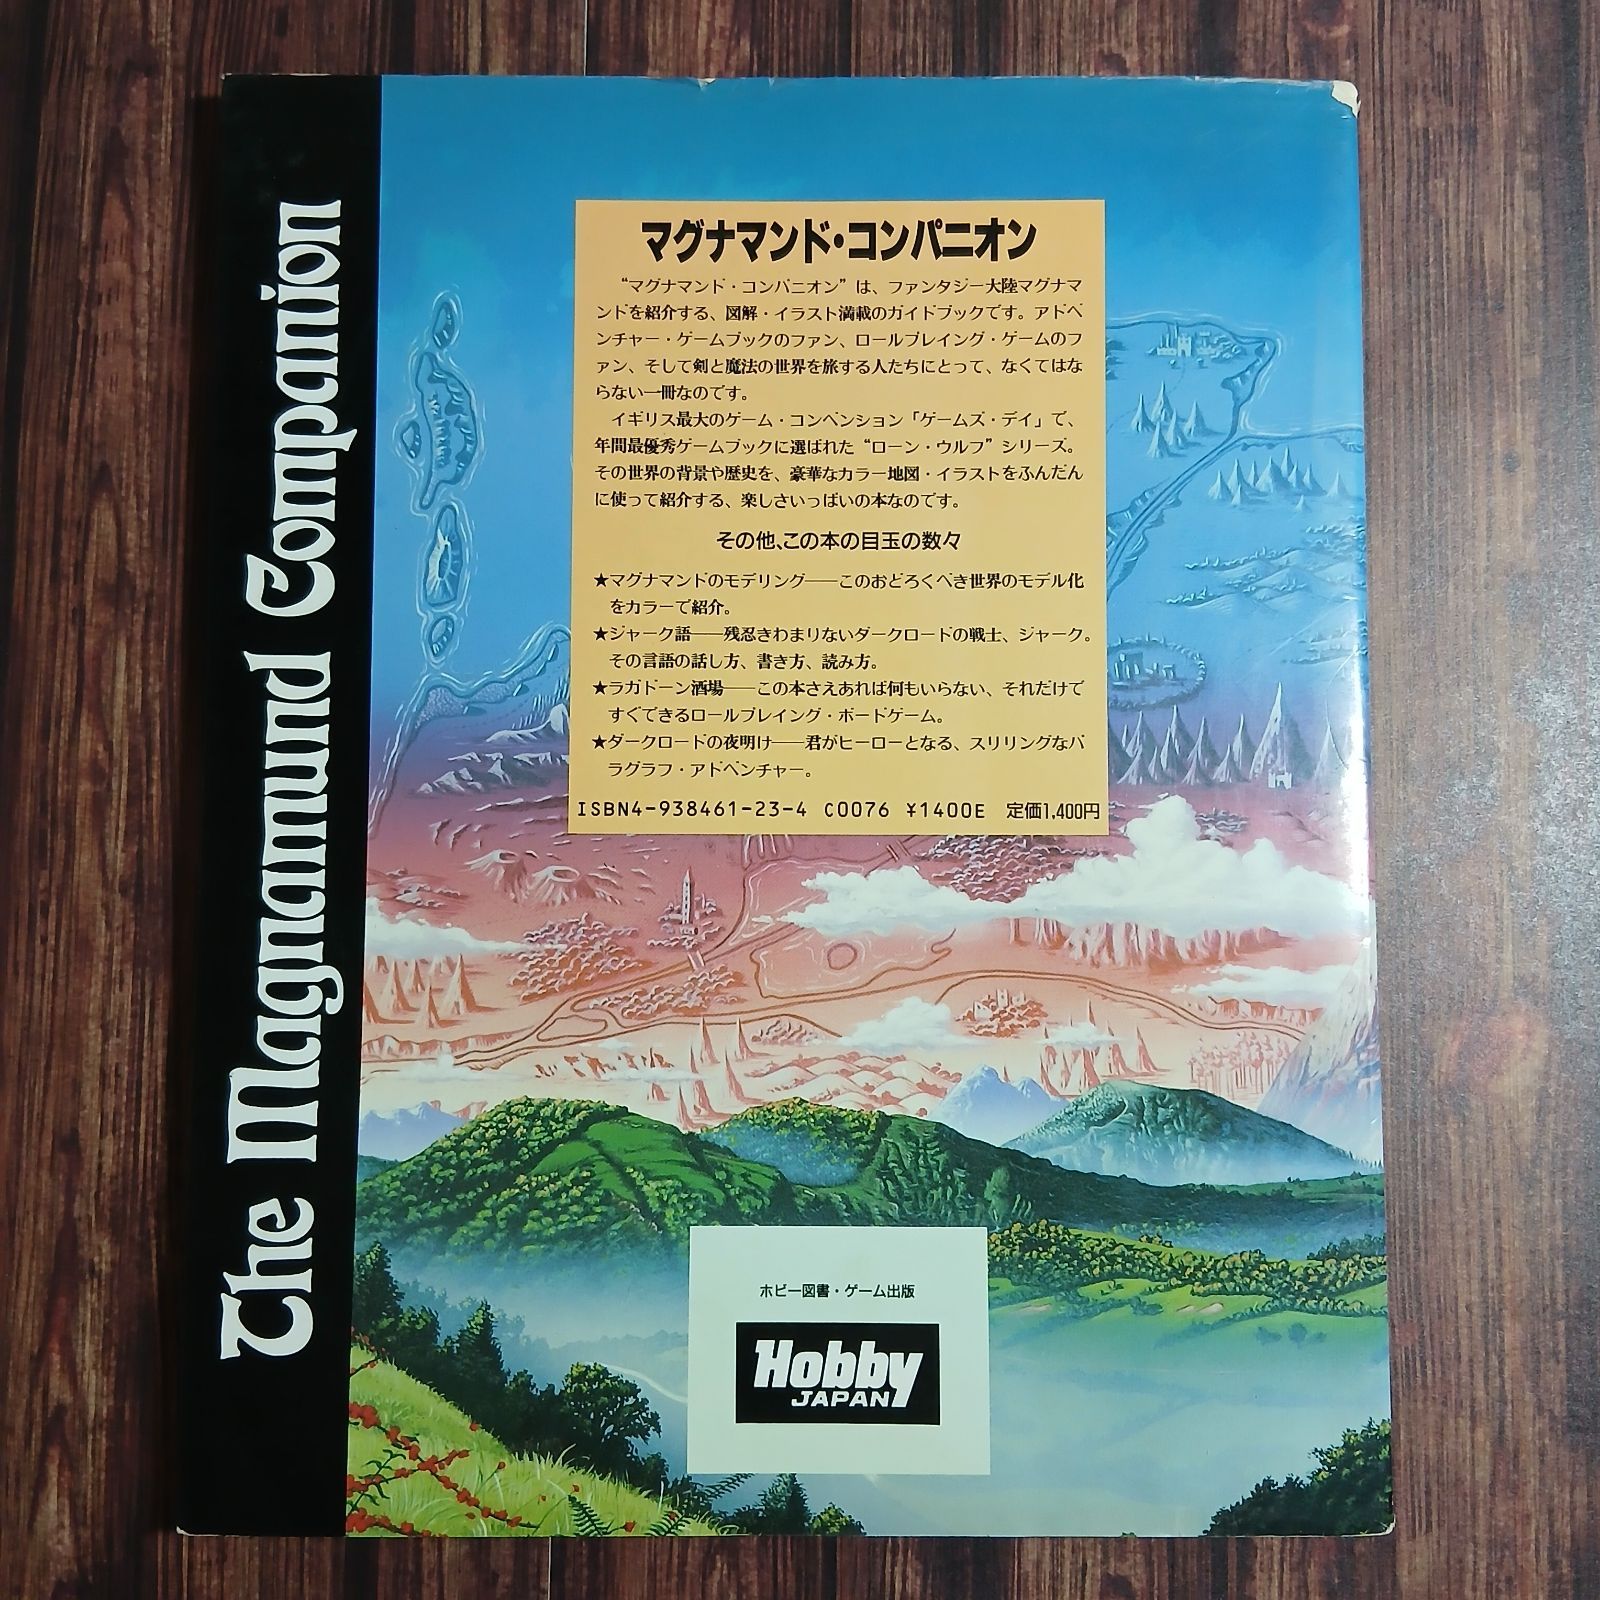 The Magnamund Companion
マグナマンド・コンパニオン
“マグナマンド・コンパニオン”は、ファンタジー大陸マグナマ
ンドを紹介する、図解・イラスト満載のガイドブックです。アドベ
ンチャー・ゲームブックのファン、ロールプレイング・ゲームのフ
ァン、そして剣と魔法の世界を旅する人たちにとって、なくてはな
らない一冊なのです。
イギリス最大のゲーム・コンベンション「ゲームズ・デイ」で、
年間最優秀ゲームブックに選ばれた“ローン・ウルフ”シリーズ。
その世界の背景や歴史を、豪華なカラー地図・イラストをふんだん
に使って紹介する、楽しさいっぱいの本なのです。
その他、この本の目玉の数々
★マグナマンドのモデリング──このおどろくべき世界のモデル化
をカラーで紹介。
★ジャーク語──残忍きわまりないダークロードの戦士、ジャーク。
その言語の話し方、書き方、読み方。
★ラガドーン酒場──この本さえあれば何もいらない、それだけで
すぐできるロールプレイング・ボードゲーム。
★ダークロードの夜明け──君がヒーローとなる、スリリングなパ
ラグラフ・アドベンチャー。
ISBN4-938461-23-4 C0076 ¥1400E 定価1,400円
ホビー図書・ゲーム出版
Hobby
JAPAN